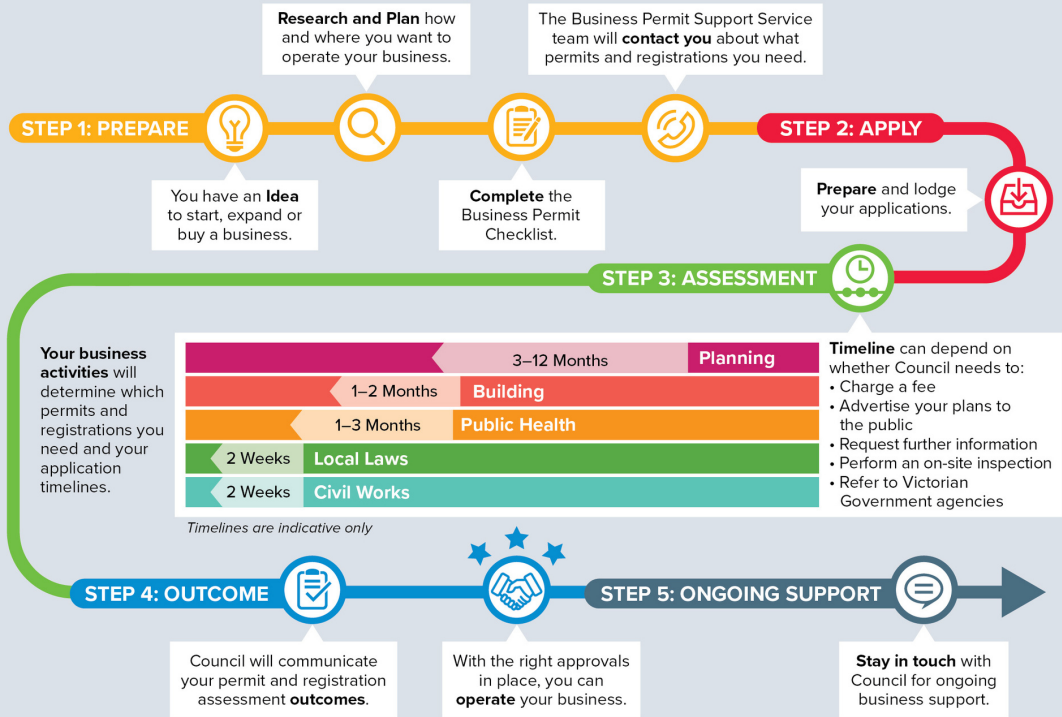 Research and Plan how
and where you want to
operate your business.
The Business Permit Support Service
team will contact you about what
permits and registrations you need.
STEP 1: PREPARE
STEP 2: APPLY
You have an Idea
to start, expand or
buy a business.
Complete the
Business Permit
Checklist.
Prepare and lodge
your applications.
STEP 3: ASSESSMENT
Your business
activities will
determine which
permits and
registrations you
need and your
application
timelines.
3–12 Months Planning
1–2 Months Building
1–3 Months Public Health
2 Weeks Local Laws
2 Weeks Civil Works
Timelines are indicative only
Timeline can depend on
whether Council needs to:
• Charge a fee
• Advertise your plans to
the public
• Request further information
• Perform an on-site inspection
• Refer to Victorian
Government agencies
STEP 4: OUTCOME
STEP 5: ONGOING SUPPORT
Council will communicate
your permit and registration
assessment outcomes.
With the right approvals
in place, you can
operate your business.
Stay in touch with
Council for ongoing
business support.